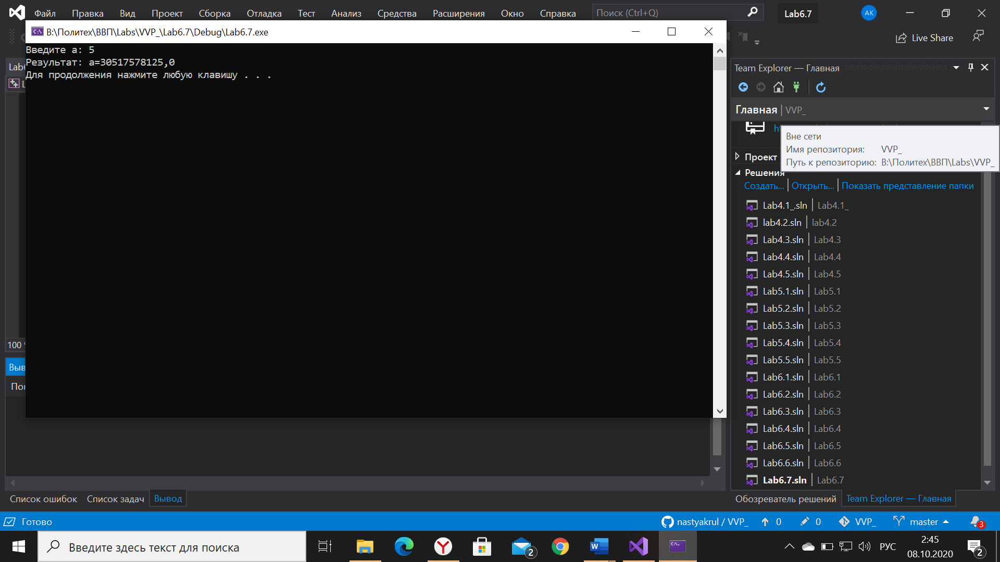 Файл Правка Вид Проект Сборка Отладка Тест Анализ Средства Расширения Окно Справка Поиск (Ctrl+Q) Lab6.7 AK
B:\Политех\ВВП\Labs\VVP_\Lab6.7\Debug\Lab6.7.exe
Live Share
Введите a: 5
Результат: a=30517578125,0
Для продолжения нажмите любую клавишу . . .
100 %
Team Explorer — Главная
Главная | VVP_
Вне сети
Имя репозитория: VVP_
Путь к репозиторию: B:\Политех\ВВП\Labs\VVP_
Проект
Решения
Создать... | Открыть... | Показать представление папки
Lab4.1_.sln | Lab4.1_
lab4.2.sln | lab4.2
Lab4.3.sln | Lab4.3
Lab4.4.sln | Lab4.4
Lab4.5.sln | Lab4.5
Lab5.1.sln | Lab5.1
Lab5.2.sln | Lab5.2
Lab5.3.sln | Lab5.3
Lab5.4.sln | Lab5.4
Lab5.5.sln | Lab5.5
Lab6.1.sln | Lab6.1
Lab6.2.sln | Lab6.2
Lab6.3.sln | Lab6.3
Lab6.4.sln | Lab6.4
Lab6.5.sln | Lab6.5
Lab6.6.sln | Lab6.6
Lab6.7.sln | Lab6.7
Список ошибок Список задач Вывод
Обозреватель решений Team Explorer — Главная
Готово
nastyakrul / VVP_ 0 0 VVP_ master 3
Введите здесь текст для поиска
2
РУС
2:45
08.10.2020
2